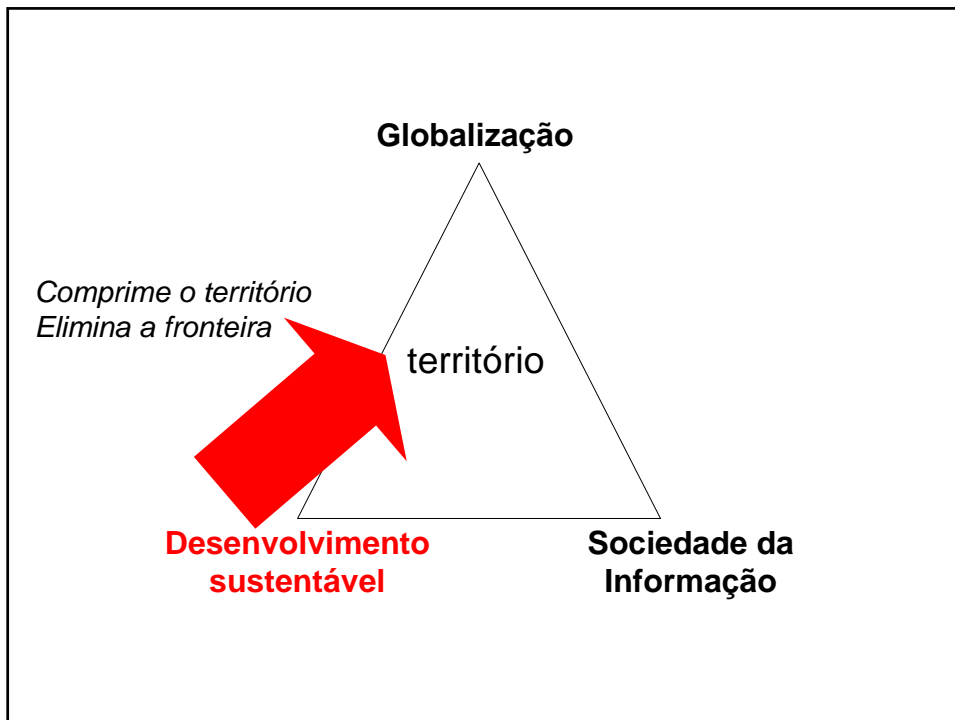 Globalização
Comprime o território
Elimina a fronteira
território
Desenvolvimento
sustentável
Sociedade da
Informação